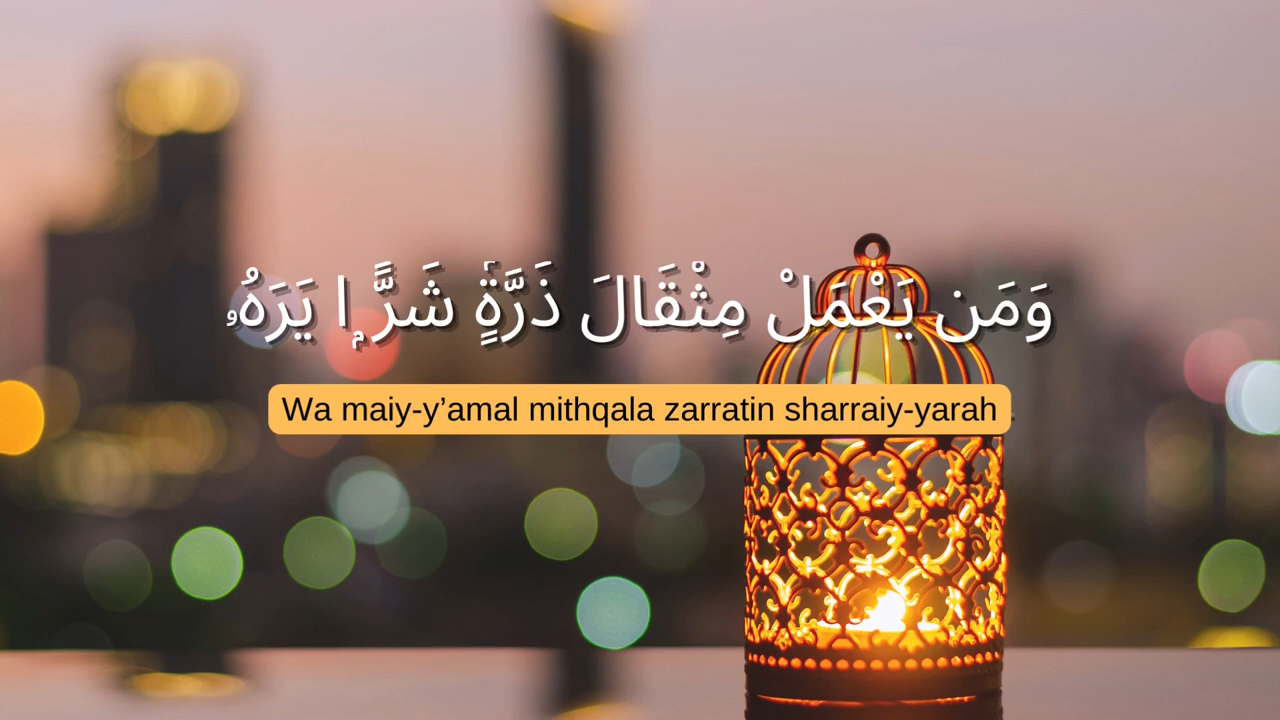 وَمَن يَعْمَلْ مِثْقَالَ ذَرَّةٍۢ شَرًّۭا يَرَهُۥ
Wa maiy-y’amal mithqala zarratin sharraiy-yarah